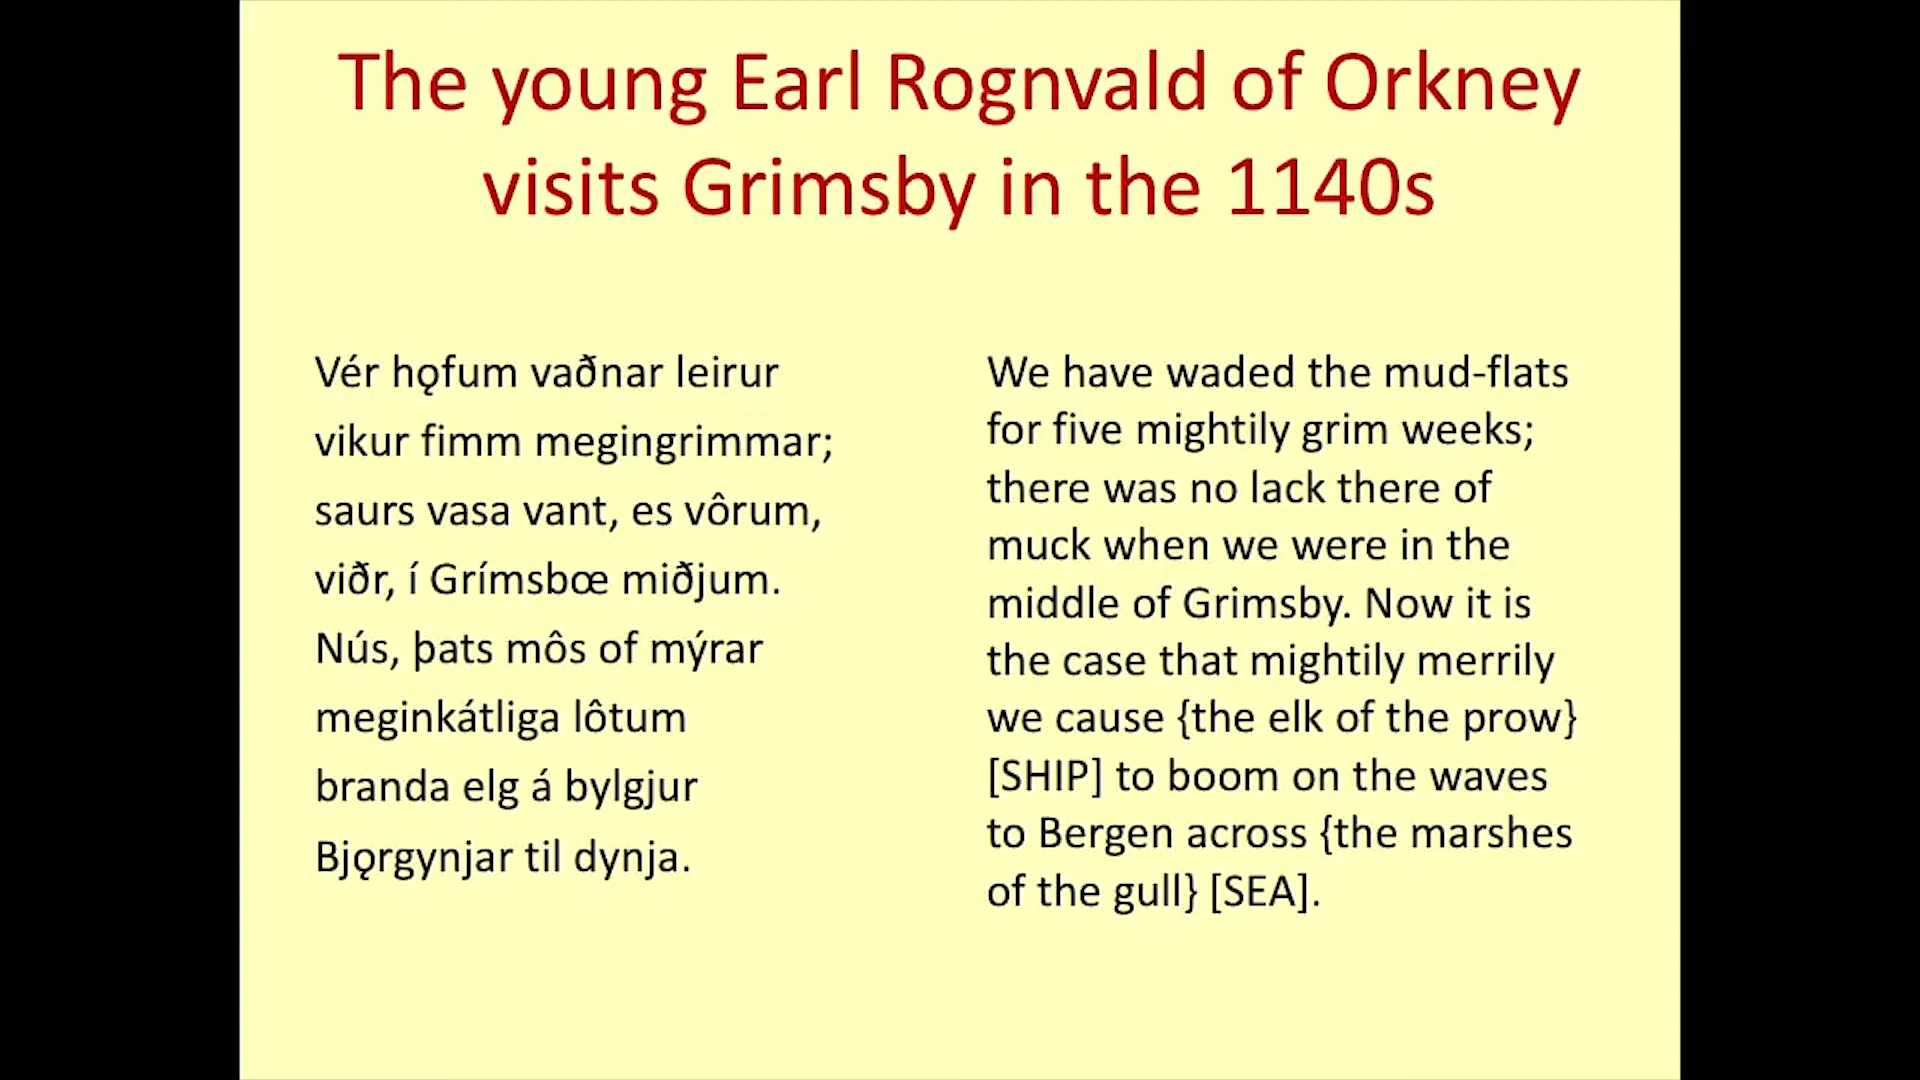 The young Earl Rognvald of Orkney
visits Grimsby in the 1140s
Vér hǫfum vaðnar leirur
vikur fimm megingrimmar;
saurs vasa vant, es vôrum,
viðr, í Grímsbœ miðjum.
Nús, þats môs of mýrar
meginkátliga lôtum
branda elg á bylgjur
Bjǫrgynjar til dynja.
We have waded the mud-flats
for five mightily grim weeks;
there was no lack there of
muck when we were in the
middle of Grimsby. Now it is
the case that mightily merrily
we cause {the elk of the prow}
[SHIP] to boom on the waves
to Bergen across {the marshes
of the gull} [SEA].